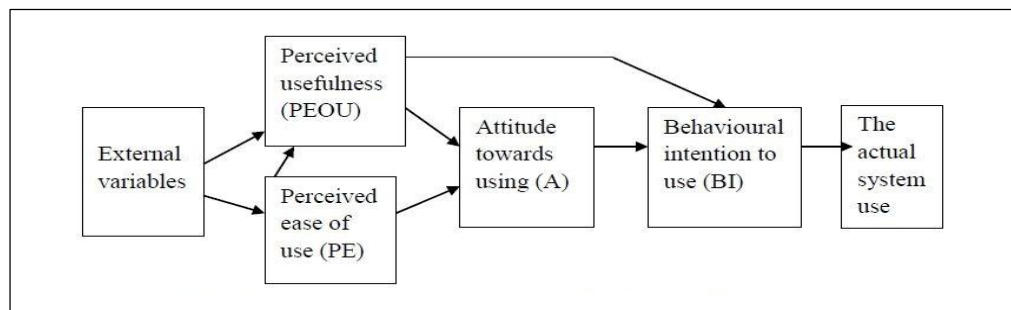 External
variables
Perceived
usefulness
(PEOU)
Perceived
ease of
use (PE)
Attitude
towards
using (A)
Behavioural
intention to
use (BI)
The
actual
system
use